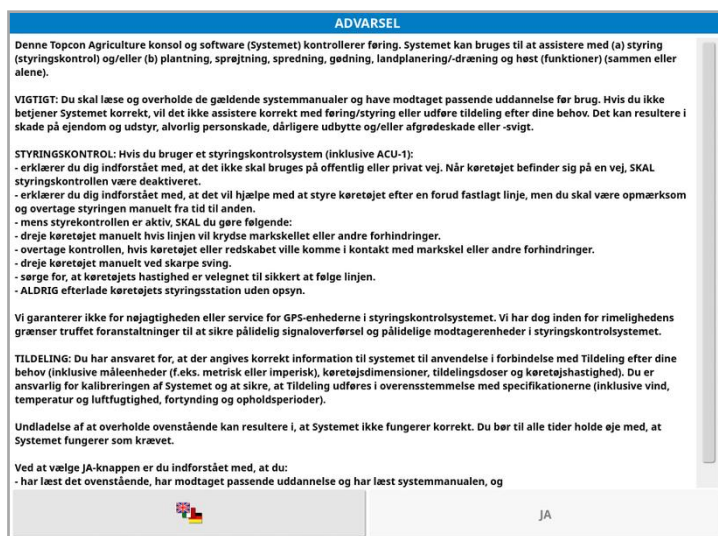 ADVARSEL
Denne Topcon Agriculture konsol og software (Systemet) kontrollerer føring. Systemet kan bruges til at assistere med (a) styring
(styringskontrol) og/eller (b) plantning, sprøjtning, spredning, gødning, landplanering/-dræning og høst (funktioner) (sammen eller
alene).
VIGTIGT: Du skal læse og overholde de gældende systemmanualer og have modtaget passende uddannelse før brug. Hvis du ikke
betjener Systemet korrekt, vil det ikke assistere korrekt med føring/styring eller udføre tildeling efter dine behov. Det kan resultere i
skade på ejendom og udstyr, alvorlig personskade, dårligere udbytte og/eller afgrødeskade eller -svigt.
STYRINGSKONTROL: Hvis du bruger et styringskontrolsystem (inklusive ACU-1):
- erklærer du dig indforstået med, at det ikke skal bruges på offentlig eller privat vej. Når køretøjet befinder sig på en vej, SKAL
styringskontrollen være deaktiveret.
- erklærer du dig indforstået med, at det vil hjælpe med at styre køretøjet efter en forud fastlagt linje, men du skal være opmærksom
og overtage styringen manuelt fra tid til anden.
- mens styrekontrollen er aktiv, SKAL du gøre følgende:
- dreje køretøjet manuelt hvis linjen vil krydse markskellet eller andre forhindringer.
- overtage kontrollen, hvis køretøjet eller redskabet ville komme i kontakt med markskel eller andre forhindringer.
- dreje køretøjet manuelt ved skarpe sving.
- sørge for, at køretøjets hastighed er velegnet til sikkert at følge linjen.
- ALDRIG efterlade køretøjets styringsstation uden opsyn.
Vi garanterer ikke for nøjagtigheden eller service for GPS-enhederne i styringskontrolsystemet. Vi har dog inden for rimelighedens
grænser truffet foranstaltninger til at sikre pålidelig signaloverførsel og pålidelige modtagerenheder i styringskontrolsystemet.
TILDELING: Du har ansvaret for, at der angives korrekt information til systemet til anvendelse i forbindelse med Tildeling efter dine
behov (inklusive måleenheder (f.eks. metrisk eller imperisk), køretøjsdimensioner, tildelingsdoser og køretøjshastighed). Du er
ansvarlig for kalibreringen af Systemet og at sikre, at Tildeling udføres i overensstemmelse med specifikationerne (inklusive vind,
temperatur og luftfugtighed, fortynding og opholdsperioder).
Undladelse af at overholde ovenstående kan resultere i, at Systemet ikke fungerer korrekt. Du bør til alle tider holde øje med, at
Systemet fungerer som krævet.
Ved at vælge JA-knappen er du indforstået med, at du:
- har læst det ovenstående, har modtaget passende uddannelse og har læst systemmanualen, og
JA